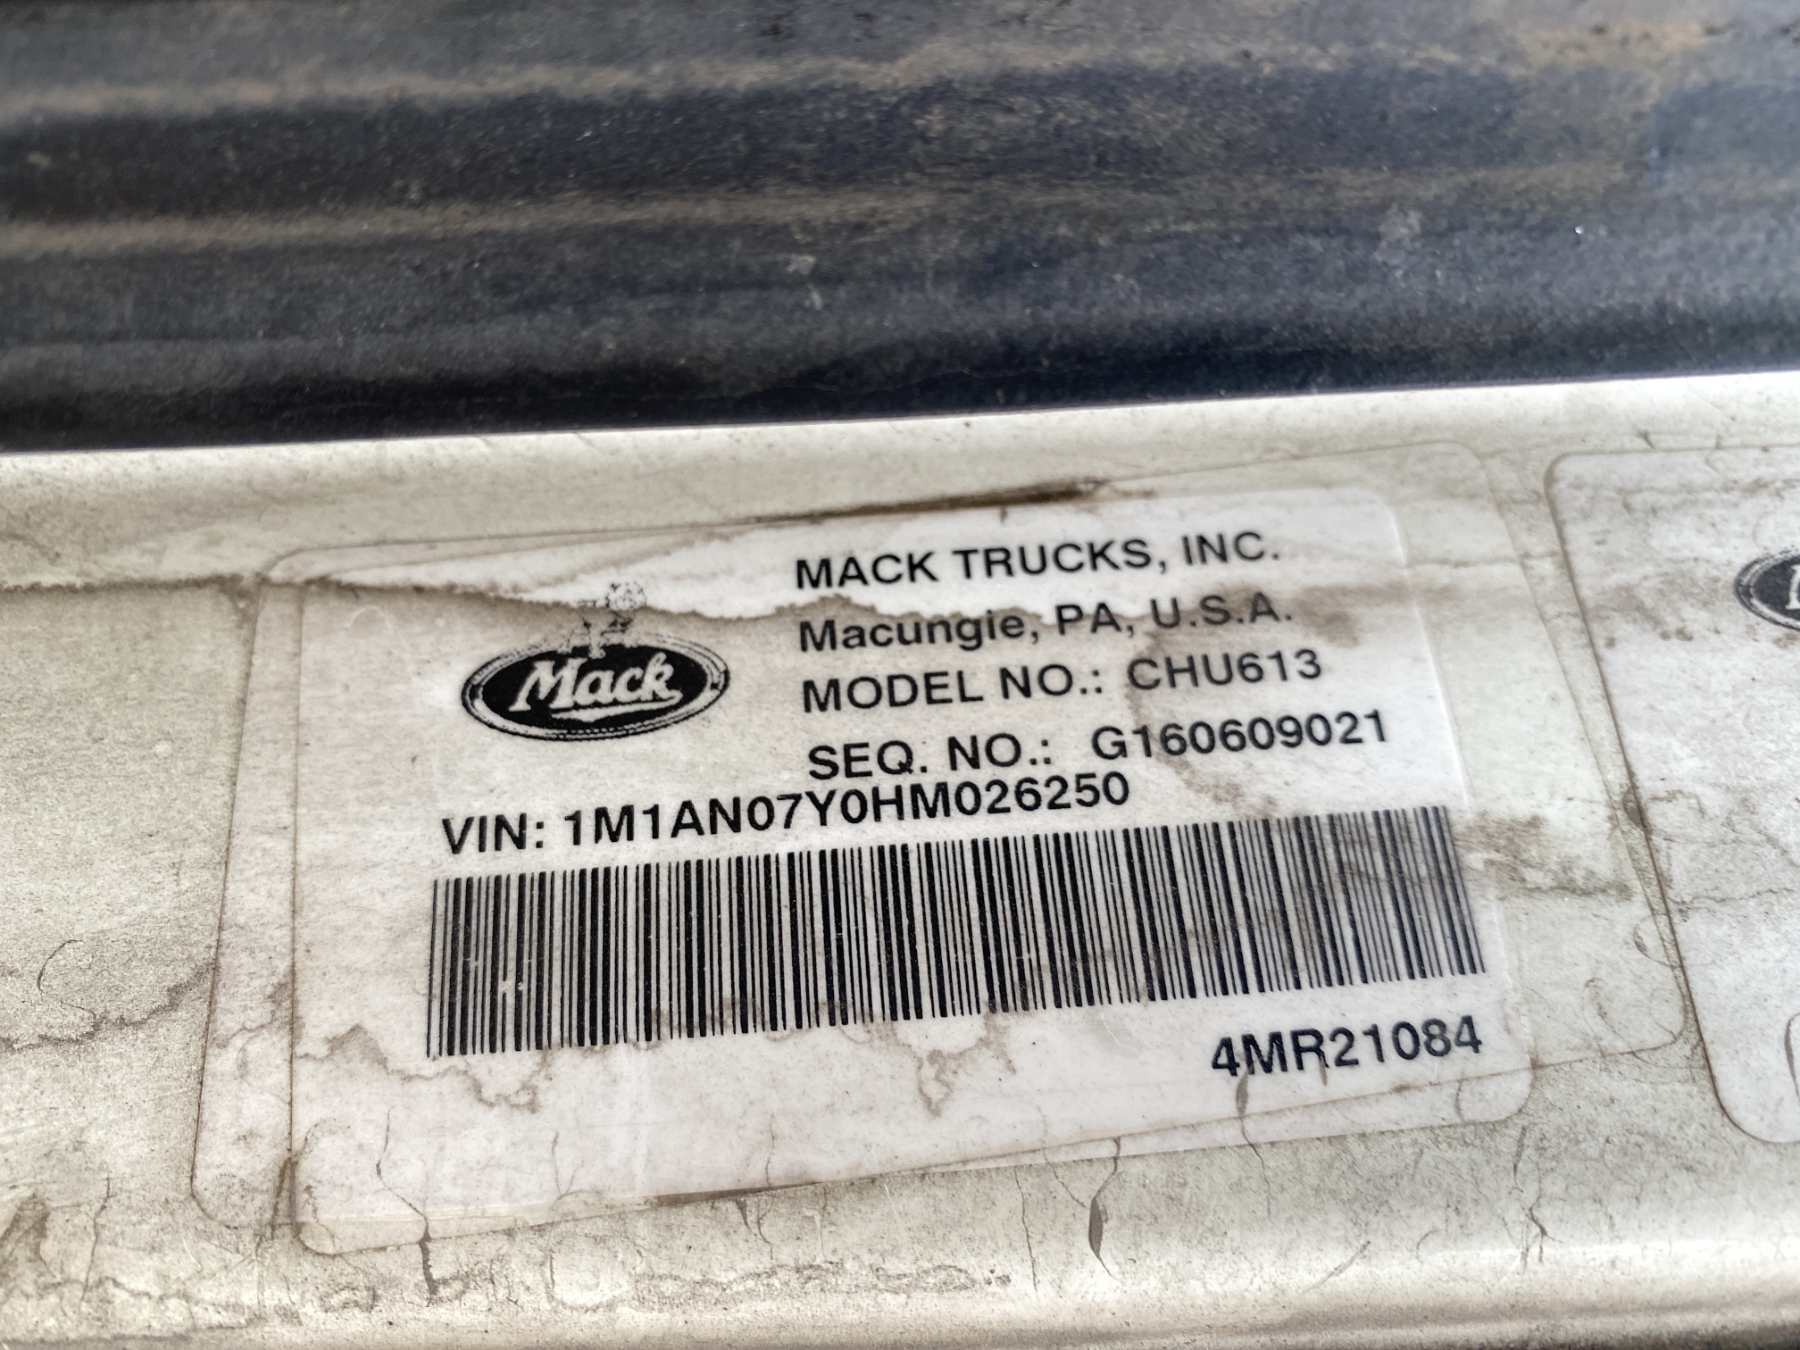 MACK TRUCKS, INC.
Macungie, PA, U.S.A.
MODEL NO.: CHU613
SEQ. NO.: G160609021
Mack
VIN: 1M1AN07Y0HM026250
4MR21084